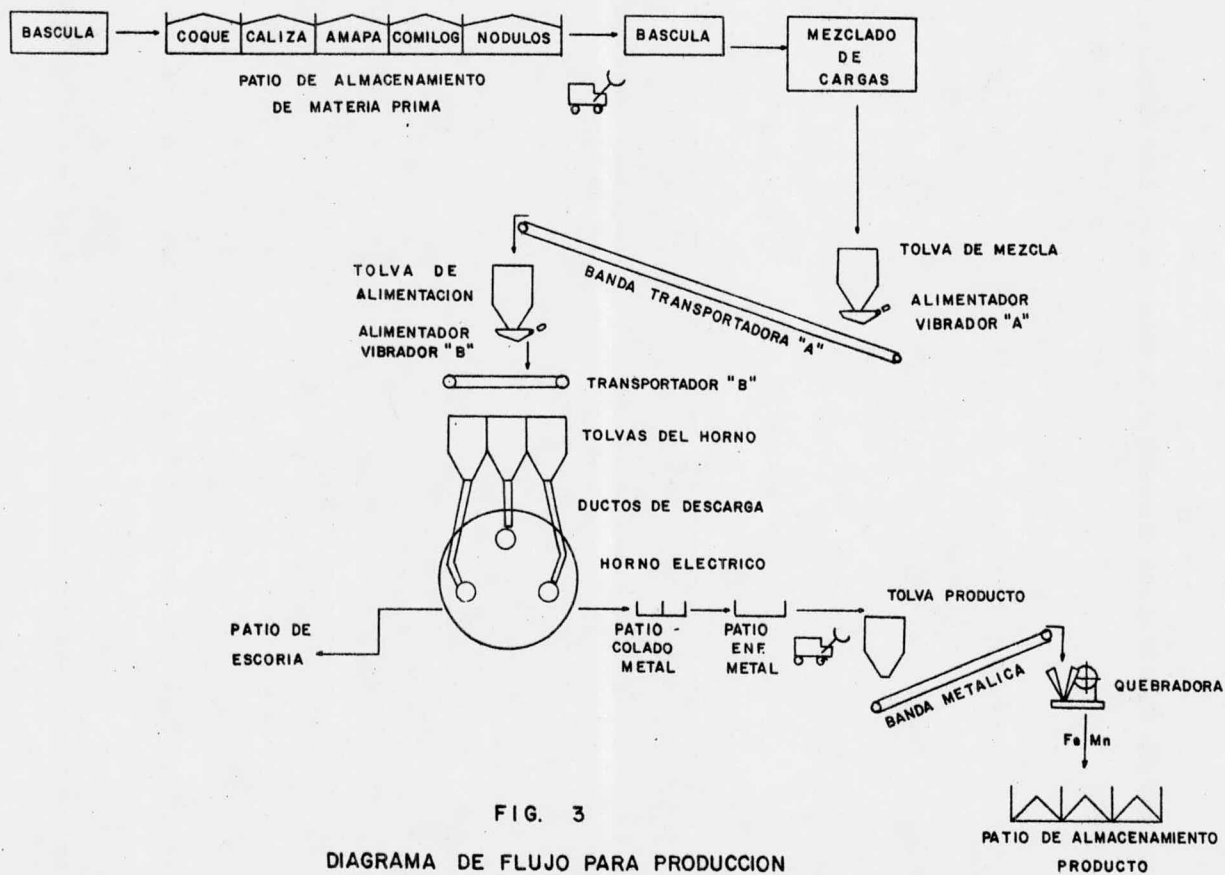 BASCULA
COQUE
CALIZA
AMAPA
COMILOG
NODULOS
BASCULA
MEZCLADO
DE
CARGAS
PATIO DE ALMACENAMIENTO
DE MATERIA PRIMA
TOLVA DE MEZCLA
ALIMENTADOR
VIBRADOR "A"
BANDA TRANSPORTADORA "A"
TOLVA DE
ALIMENTACION
ALIMENTADOR
VIBRADOR "B"
TRANSPORTADOR "B"
TOLVAS DEL HORNO
DUCTOS DE DESCARGA
HORNO ELECTRICO
PATIO DE
ESCORIA
PATIO -
COLADO
METAL
PATIO
ENF.
METAL
TOLVA PRODUCTO
BANDA METALICA
QUEBRADORA
Fe Mn
PATIO DE ALMACENAMIENTO
PRODUCTO
FIG. 3
DIAGRAMA DE FLUJO PARA PRODUCCION